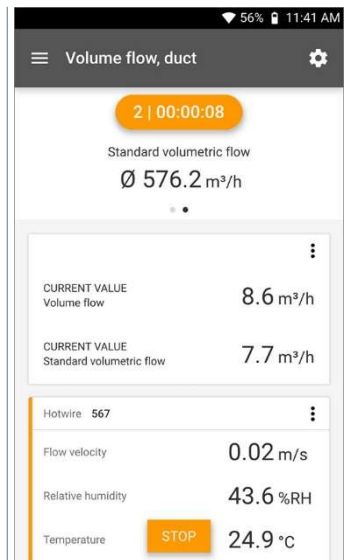 56% 11:41 AM
Volume flow, duct
2 | 00:00:08
Standard volumetric flow
Ø 576.2 m³/h
CURRENT VALUE
Volume flow
8.6 m³/h
CURRENT VALUE
Standard volumetric flow
7.7 m³/h
Hotwire 567
Flow velocity 0.02 m/s
Relative humidity 43.6 %RH
Temperature STOP 24.9 °C